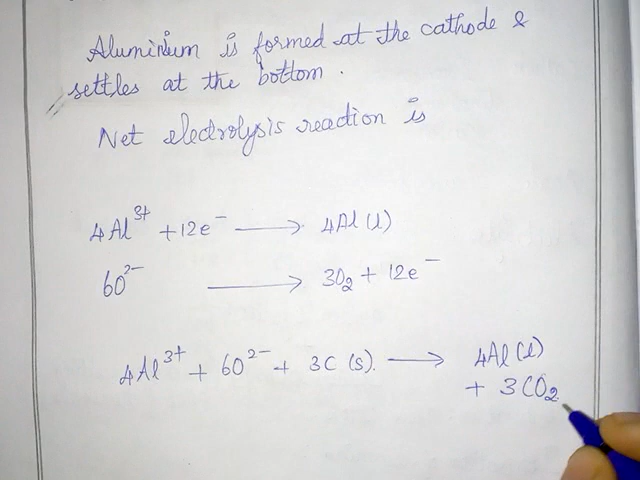 Aluminium is formed at the cathode &
settles at the bottom.
Net electrolysis reaction is
4Al³⁺ + 12e⁻ → 4Al (l)
6O²⁻ → 3O₂ + 12e⁻
4Al³⁺ + 6O²⁻ + 3C (s). → 4Al (l)
+ 3CO₂